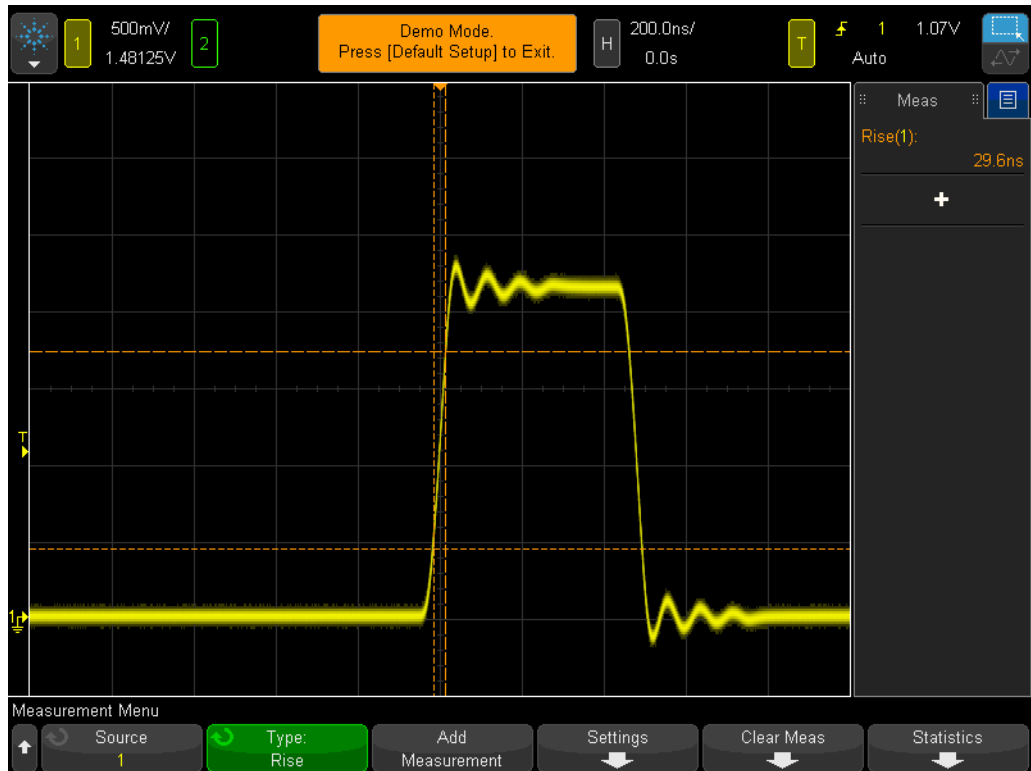 1
500mV/
1.48125V
2
Demo Mode.
Press [Default Setup] to Exit.
H
200.0ns/
0.0s
T
1
1.07V
Auto
Meas
Rise(1):
29.6ns
T
1
Measurement Menu
Source
1
Type:
Rise
Add
Measurement
Settings
Clear Meas
Statistics